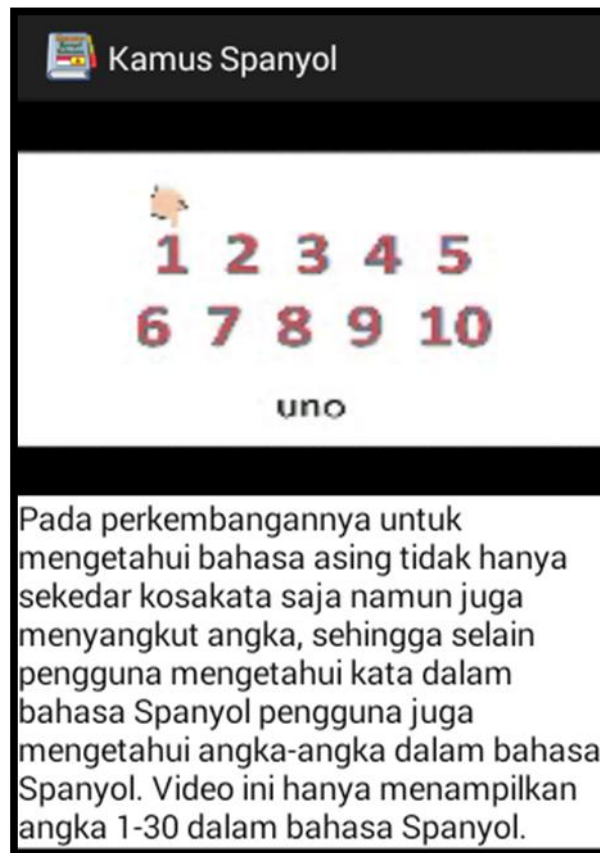 Kamus Spanyol
1 2 3 4 5
6 7 8 9 10
uno
Pada perkembangannya untuk
mengetahui bahasa asing tidak hanya
sekedar kosakata saja namun juga
menyangkut angka, sehingga selain
pengguna mengetahui kata dalam
bahasa Spanyol pengguna juga
mengetahui angka-angka dalam bahasa
Spanyol. Video ini hanya menampilkan
angka 1-30 dalam bahasa Spanyol.